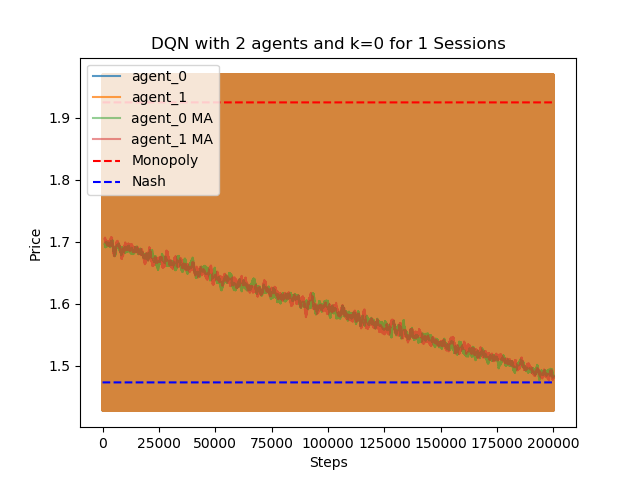 DQN with 2 agents and k=0 for 1 Sessions
agent_0
agent_1
agent_0 MA
agent_1 MA
Monopoly
Nash
Price
1.9
1.8
1.7
1.6
1.5
0 25000 50000 75000 100000 125000 150000 175000 200000
Steps